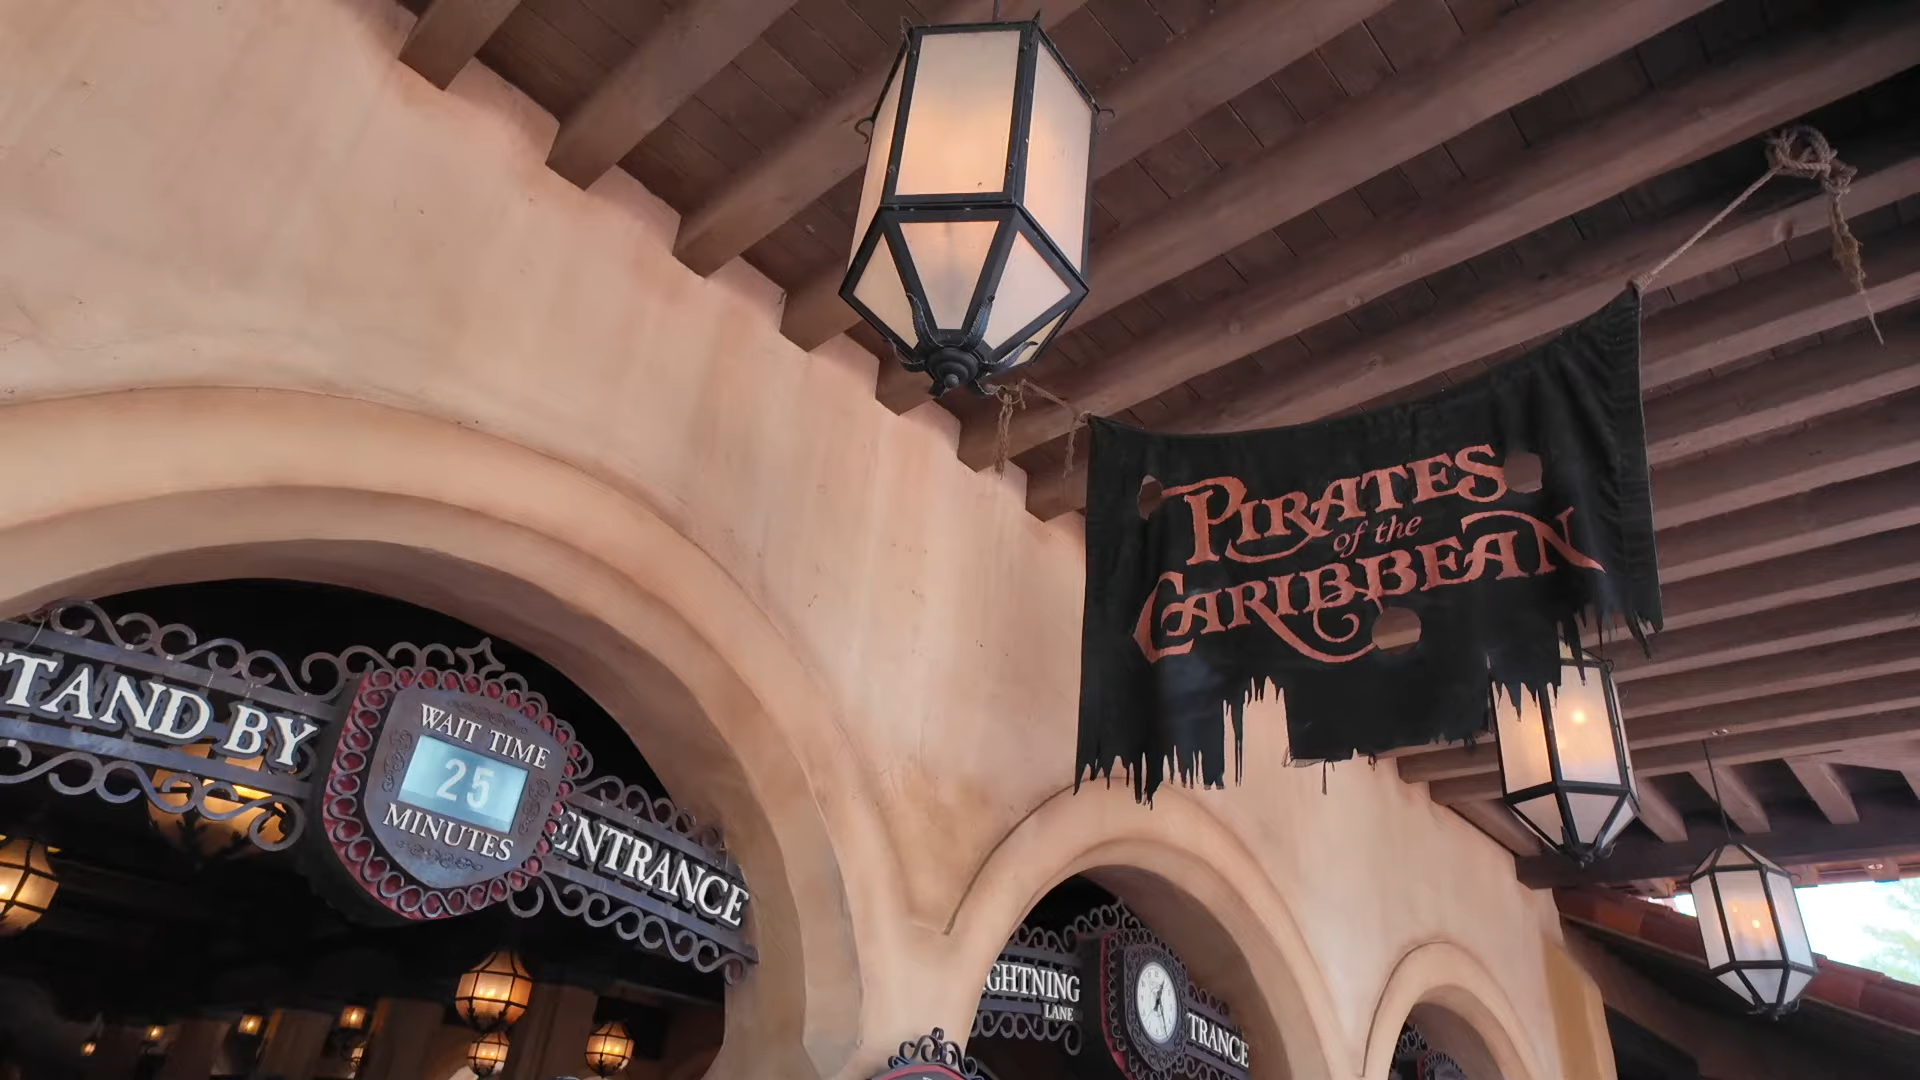 TAND BY
WAIT TIME
25
MINUTES
ENTRANCE
PIRATES
of the
CARIBBEAN
GHTNING
LANE
TRANCE